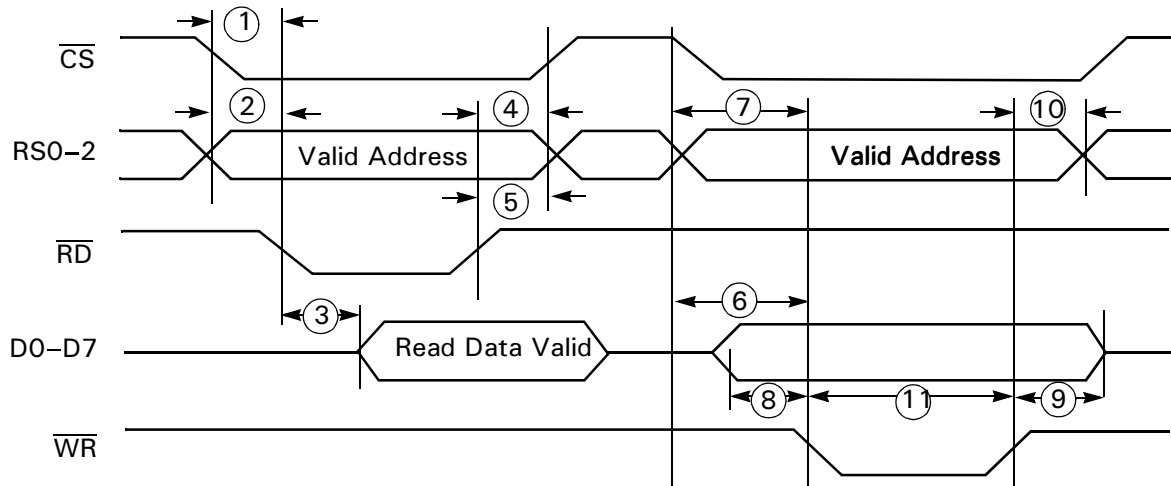 1
CS
2
4
7
10
RS0–2
Valid Address
Valid Address
5
RD
6
3
D0–D7
Read Data Valid
8
11
9
WR